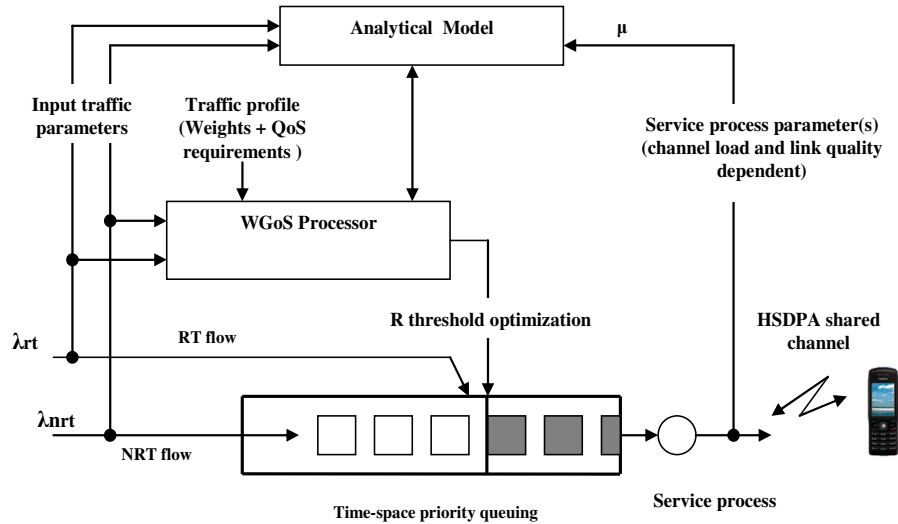 Analytical Model
μ
Input traffic
parameters
Traffic profile
(Weights + QoS
requirements )
Service process parameter(s)
(channel load and link quality
dependent)
WGoS Processor
R threshold optimization
HSDPA shared
channel
λrt
RT flow
λnrt
NRT flow
Service process
Time-space priority queuing